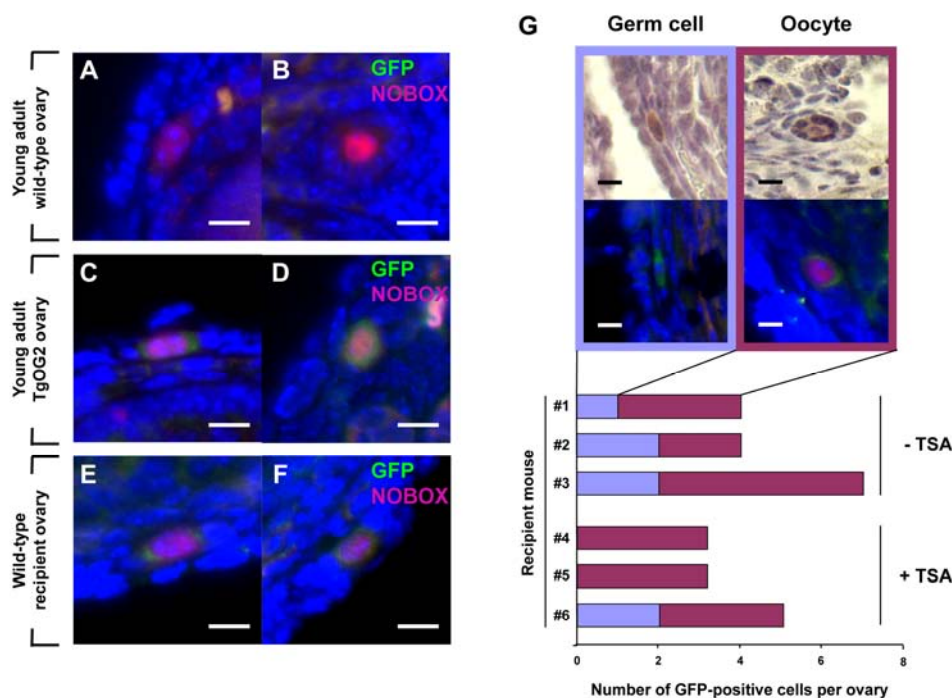 Young adult
wild-type ovary
A
B
GFP
NOBOX
Young adult
TgOG2 ovary
C
D
GFP
NOBOX
Wild-type
recipient ovary
E
F
GFP
NOBOX
G
Germ cell
Oocyte
Recipient mouse
#1
#2
#3
- TSA
#4
#5
#6
+ TSA
0
2
4
6
8
Number of GFP-positive cells per ovary